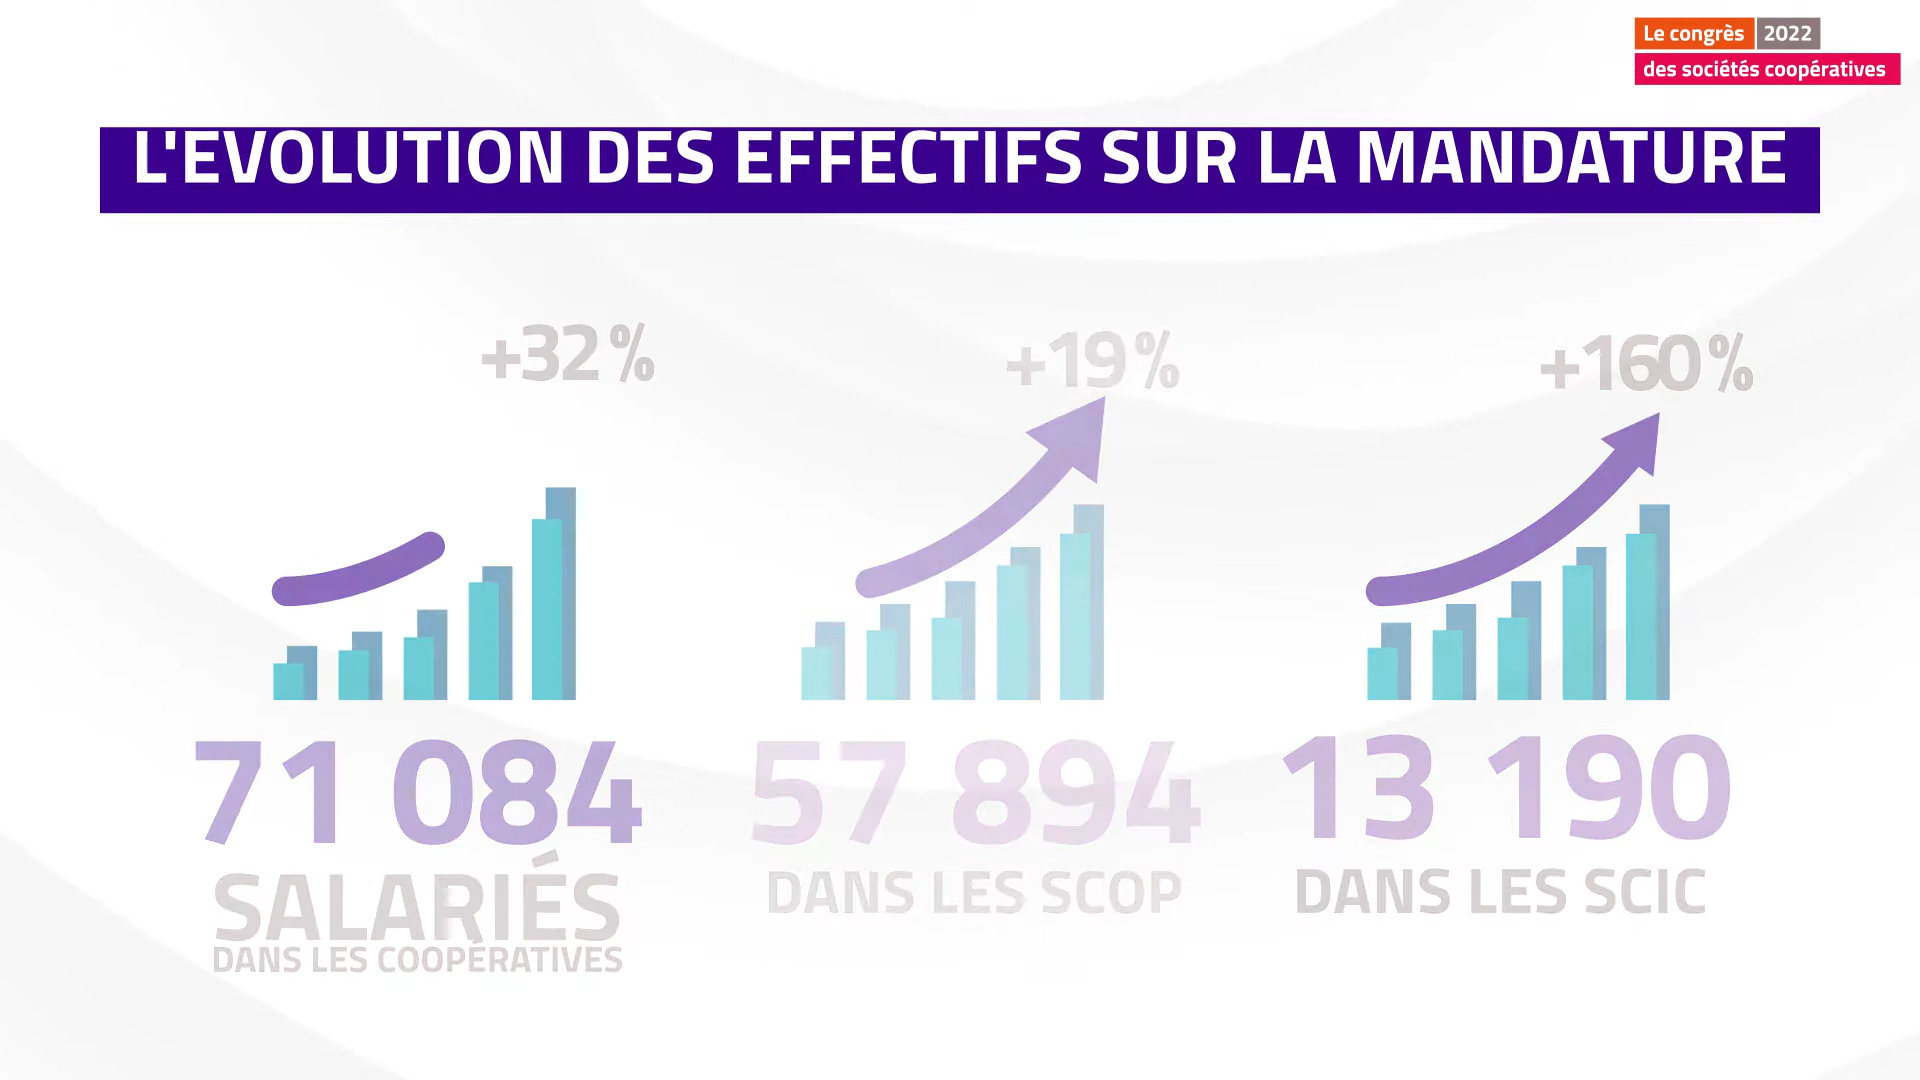 Le congrès 2022
des sociétés coopératives
L'EVOLUTION DES EFFECTIFS SUR LA MANDATURE
+32%
+19%
+160%
71 084
SALARIÉS
DANS LES COOPÉRATIVES
57 894
DANS LES SCOP
13 190
DANS LES SCIC